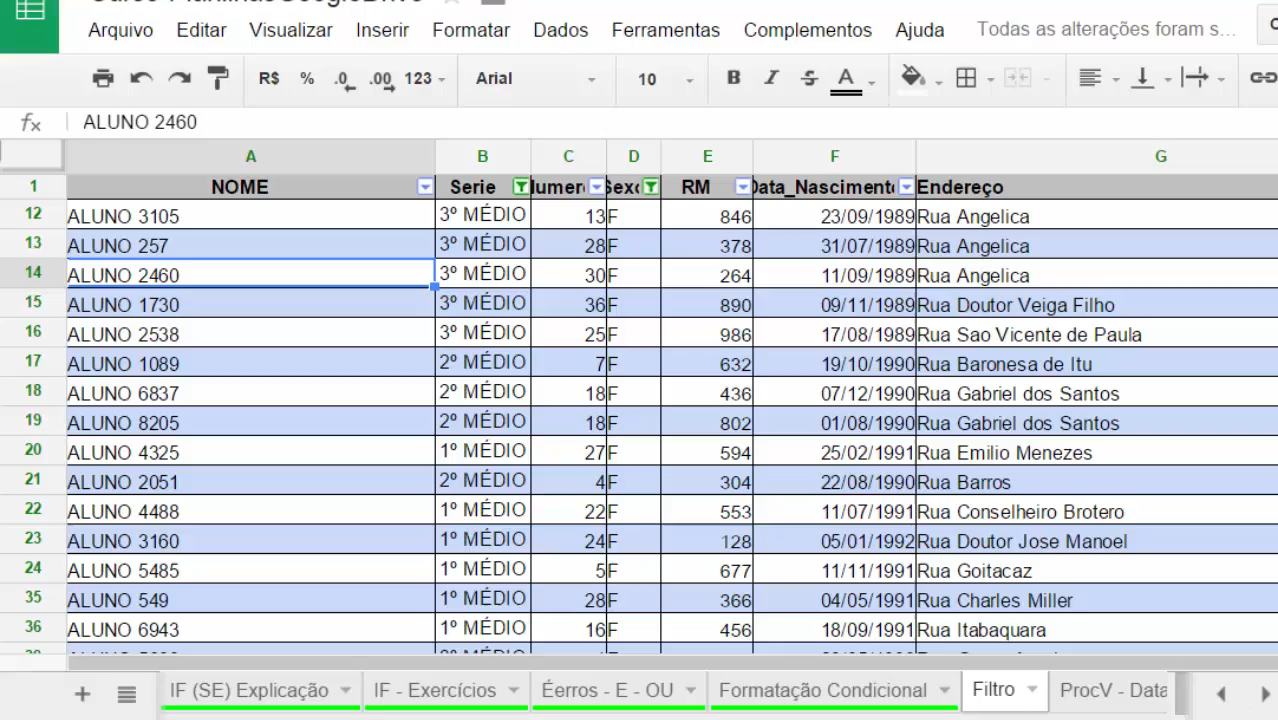 Arquivo Editar Visualizar Inserir Formatar Dados Ferramentas Complementos Ajuda Todas as alterações foram s...
R$ % .0 .00 123 Arial 10 B I S A
fx ALUNO 2460
A B C D E F G
1 NOME Serie Numero Sexo RM Data_Nascimento Endereço
12 ALUNO 3105 3º MÉDIO 13 F 846 23/09/1989 Rua Angelica
13 ALUNO 257 3º MÉDIO 28 F 378 31/07/1989 Rua Angelica
14 ALUNO 2460 3º MÉDIO 30 F 264 11/09/1989 Rua Angelica
15 ALUNO 1730 3º MÉDIO 36 F 890 09/11/1989 Rua Doutor Veiga Filho
16 ALUNO 2538 3º MÉDIO 25 F 986 17/08/1989 Rua Sao Vicente de Paula
17 ALUNO 1089 2º MÉDIO 7 F 632 19/10/1990 Rua Baronesa de Itu
18 ALUNO 6837 2º MÉDIO 18 F 436 07/12/1990 Rua Gabriel dos Santos
19 ALUNO 8205 2º MÉDIO 18 F 802 01/08/1990 Rua Gabriel dos Santos
20 ALUNO 4325 1º MÉDIO 27 F 594 25/02/1991 Rua Emilio Menezes
21 ALUNO 2051 2º MÉDIO 4 F 304 22/08/1990 Rua Barros
22 ALUNO 4488 1º MÉDIO 22 F 553 11/07/1991 Rua Conselheiro Brotero
23 ALUNO 3160 1º MÉDIO 24 F 128 05/01/1992 Rua Doutor Jose Manoel
24 ALUNO 5485 1º MÉDIO 5 F 677 11/11/1991 Rua Goitacaz
35 ALUNO 549 1º MÉDIO 28 F 366 04/05/1991 Rua Charles Miller
36 ALUNO 6943 1º MÉDIO 16 F 456 18/09/1991 Rua Itabaquara
IF (SE) Explicação IF - Exercícios Éerros - E - OU Formatação Condicional Filtro ProcV - Data